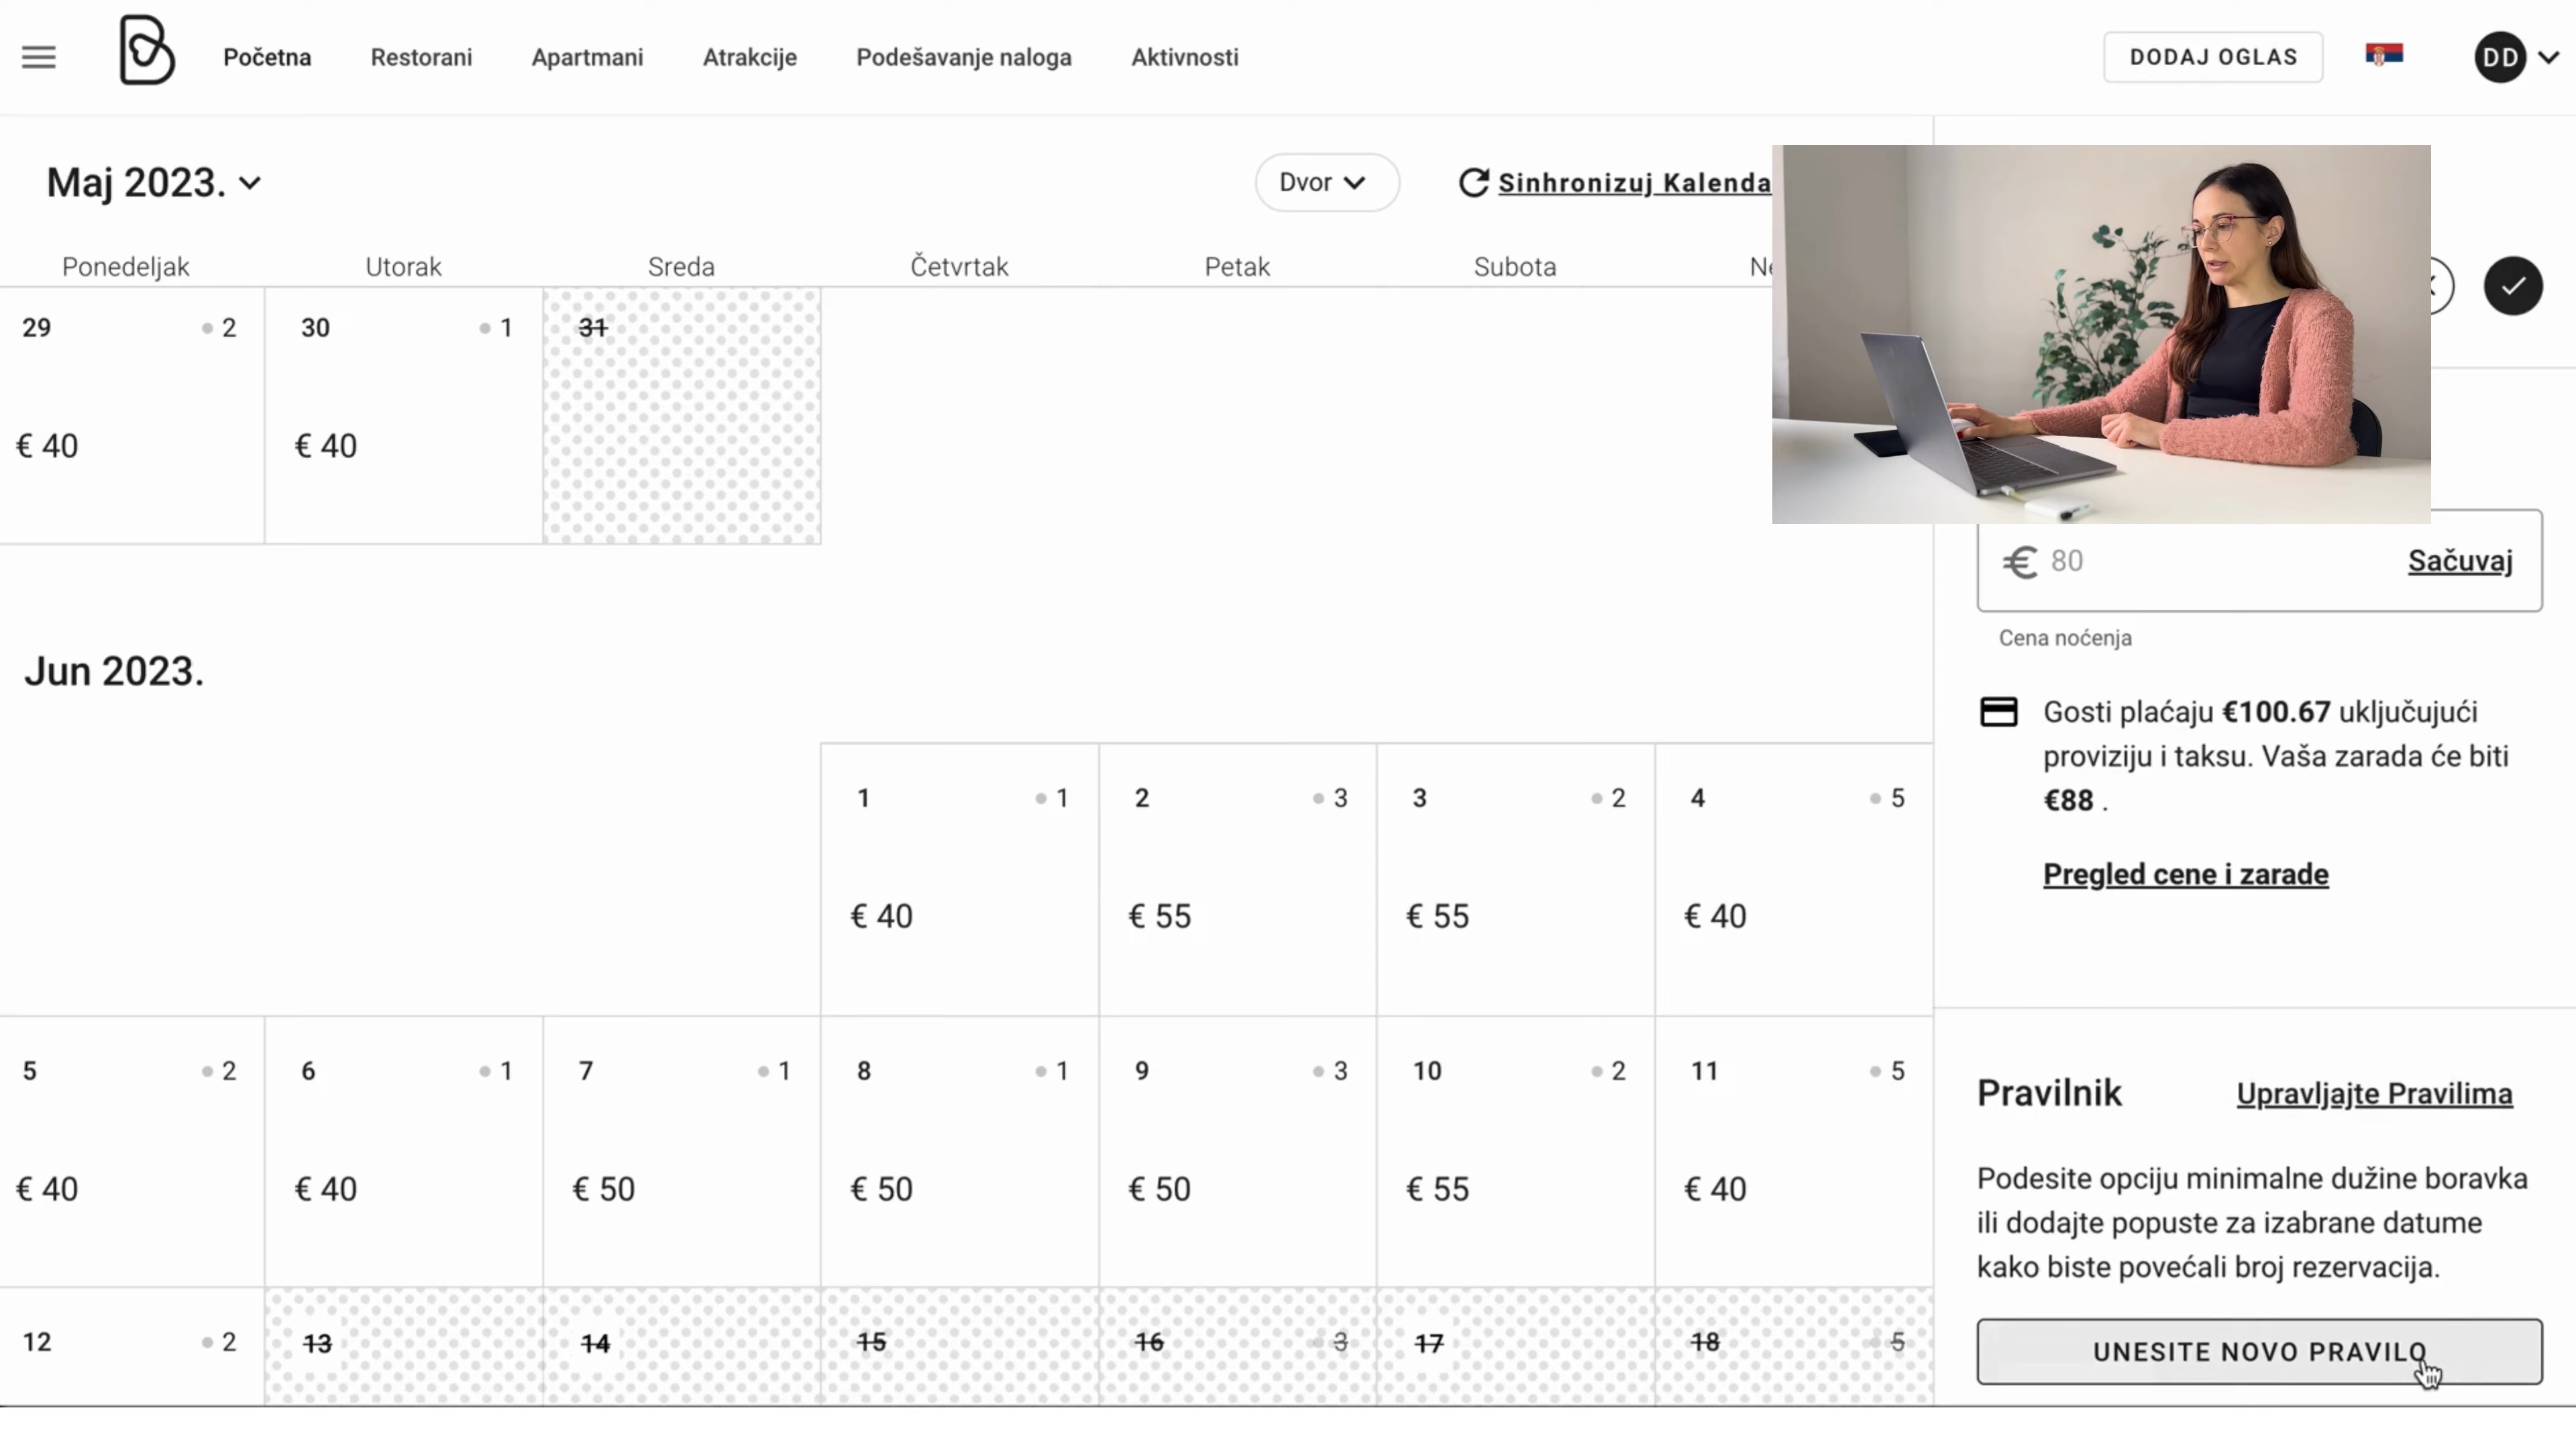 Početna Restorani Apartmani Atrakcije Podešavanje naloga Aktivnosti DODAJ OGLAS DD
Maj 2023. Dvor Sinhronizuj
Ponedeljak Utorak Sreda Četvrtak Petak Subota
29 2 30 1 31
€ 40 € 40
€ 80 Sačuvaj
Cena noćenja
Jun 2023.
Gosti plaćaju €100.67 uključujući
proviziju i taksu. Vaša zarada će biti
€88 .
Pregled cene i zarade
1 1 2 3 3 2 4 5
€ 40 € 55 € 55 € 40
5 2 6 1 7 1 8 1 9 3 10 2 11 5
€ 40 € 40 € 50 € 50 € 50 € 55 € 40
Pravilnik Upravljajte Pravilima
Podesite opciju minimalne dužine boravka
ili dodajte popuste za izabrane datume
kako biste povećali broj rezervacija.
12 2 13 14 15 16 3 17 18 5
UNESITE NOVO PRAVILO